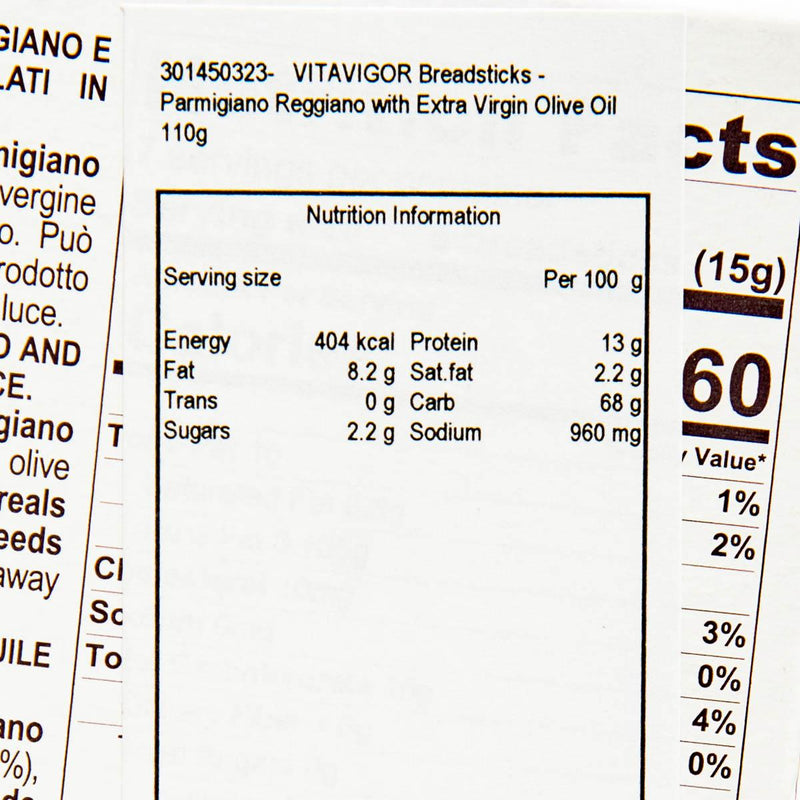 GIANO E
LATI IN
migiano
vergine
o. Può
rodotto
luce.
O AND
CE.
giano
olive
reals
eeds
away
UILE
ano
%),
T
Cl
So
To
301450323- VITAVIGOR Breadsticks -
Parmigiano Reggiano with Extra Virgin Olive Oil
110g
Nutrition Information
Serving size Per 100 g
Energy 404 kcal Protein 13 g
Fat 8.2 g Sat.fat 2.2 g
Trans 0 g Carb 68 g
Sugars 2.2 g Sodium 960 mg
cts
(15g)
60
y Value*
1%
2%
3%
0%
4%
0%